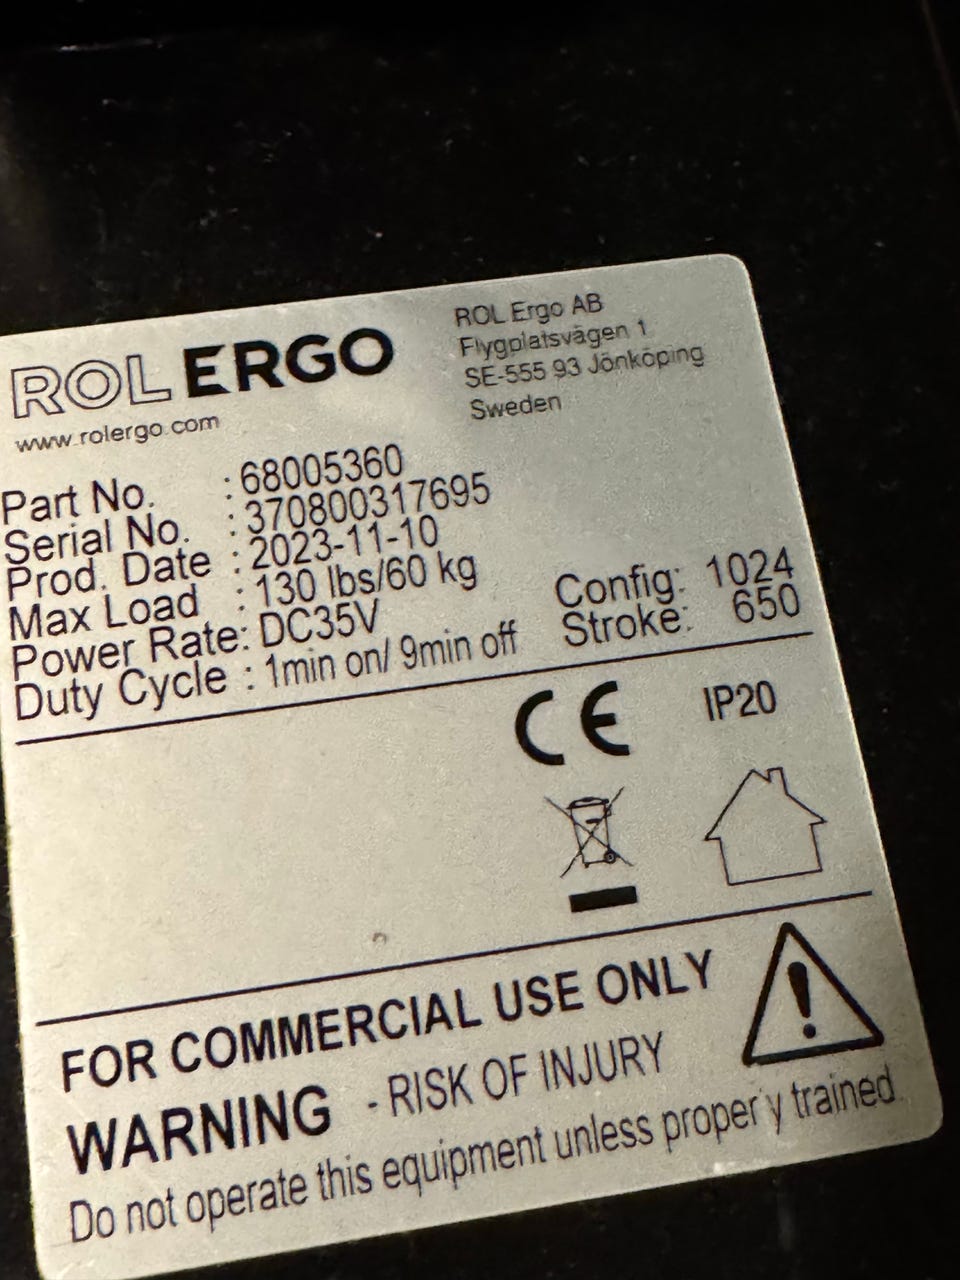 ROL ERGO
www.rolergo.com
ROL Ergo AB
Flygplatsvägen 1
SE-555 93 Jönköping
Sweden
Part No. : 68005360
Serial No. : 370800317695
Prod. Date : 2023-11-10
Max Load : 130 lbs/60 kg
Power Rate: DC35V
Duty Cycle : 1min on/ 9min off
Config: 1024
Stroke: 650
CE
IP20
FOR COMMERCIAL USE ONLY
WARNING - RISK OF INJURY
Do not operate this equipment unless proper y trained.